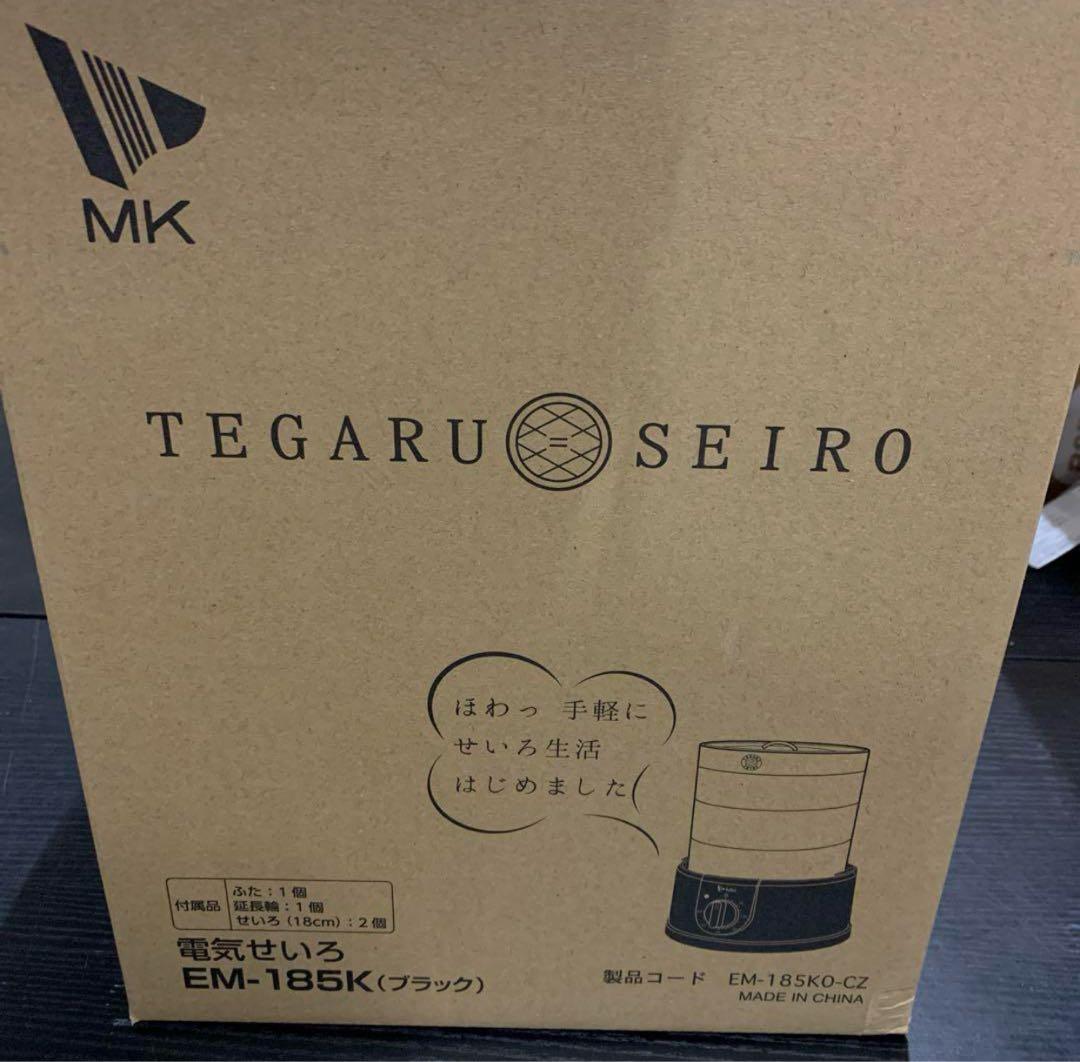 MK
TEGARU SEIRO
ほわっ 手軽に
せいろ生活
はじめました
付属品
ふた：1個
延長輪：1個
せいろ（18cm）：2個
電気せいろ
EM-185K（ブラック）
製品コード EM-185K0-CZ
MADE IN CHINA